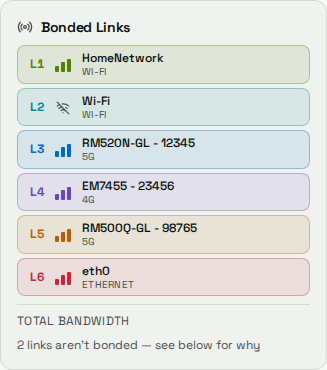 Bonded Links
L1
HomeNetwork
WI-FI
L2
Wi-Fi
WI-FI
L3
RM520N-GL - 12345
5G
L4
EM7455 - 23456
4G
L5
RM500Q-GL - 98765
5G
L6
eth0
ETHERNET
TOTAL BANDWIDTH
2 links aren't bonded — see below for why